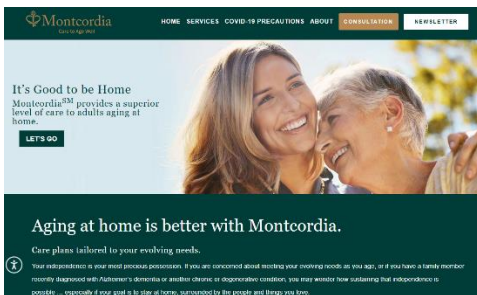 Montcordia
Care to Age Well
HOME SERVICES COVID-19 PRECAUTIONS ABOUT CONSULTATION NEWSLETTER
It's Good to be Home
Montcordia℠ provides a superior
level of care to adults aging at
home.
LET'S GO
Aging at home is better with Montcordia.
Care plans tailored to your evolving needs.
Your independence is your most precious possession. If you are concerned about meeting your evolving needs as you age, or if you have a family member
recently diagnosed with Alzheimer's dementia or another chronic or degenerative condition, you may wonder how sustaining that independence is
possible ... especially if your goal is to stay at home, surrounded by the people and things you love.